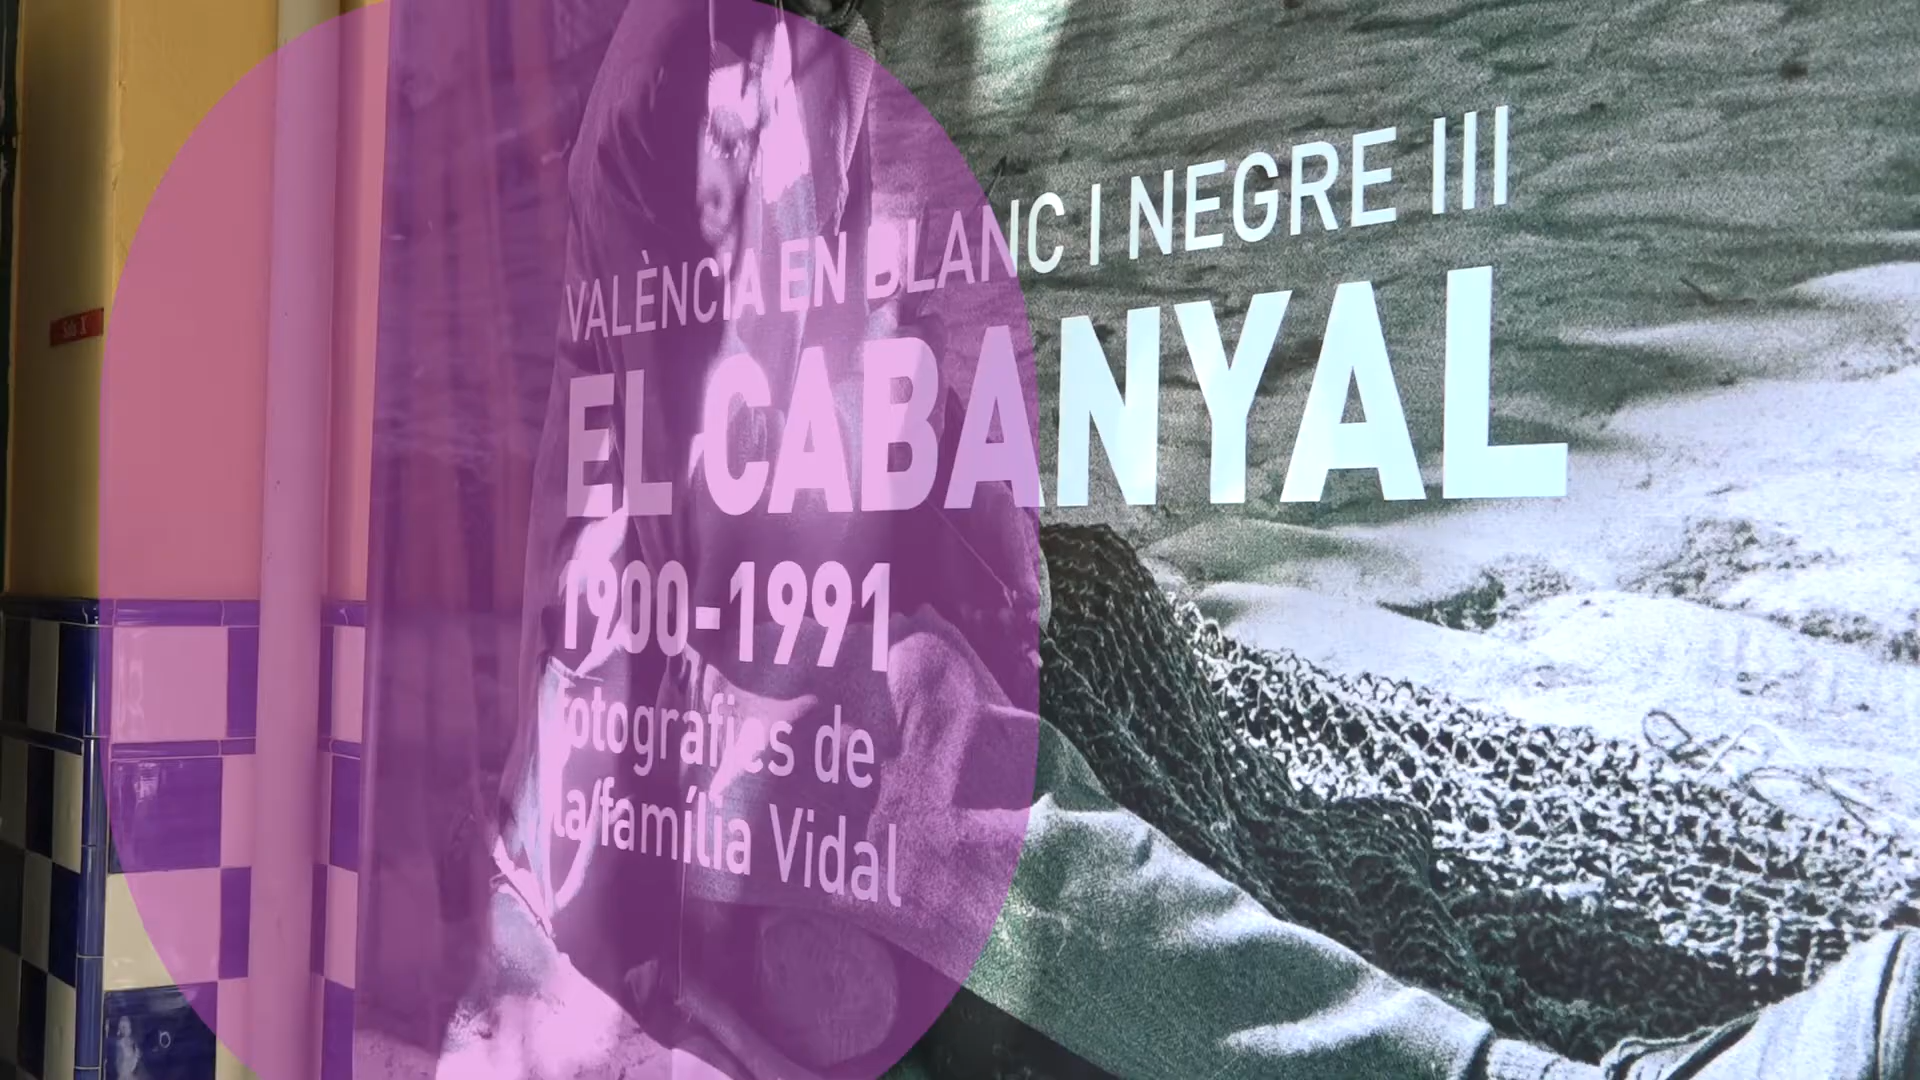 VALÈNCIA EN BLANC I NEGRE III
EL CABANYAL
1900-1991
fotografies de
la família Vidal